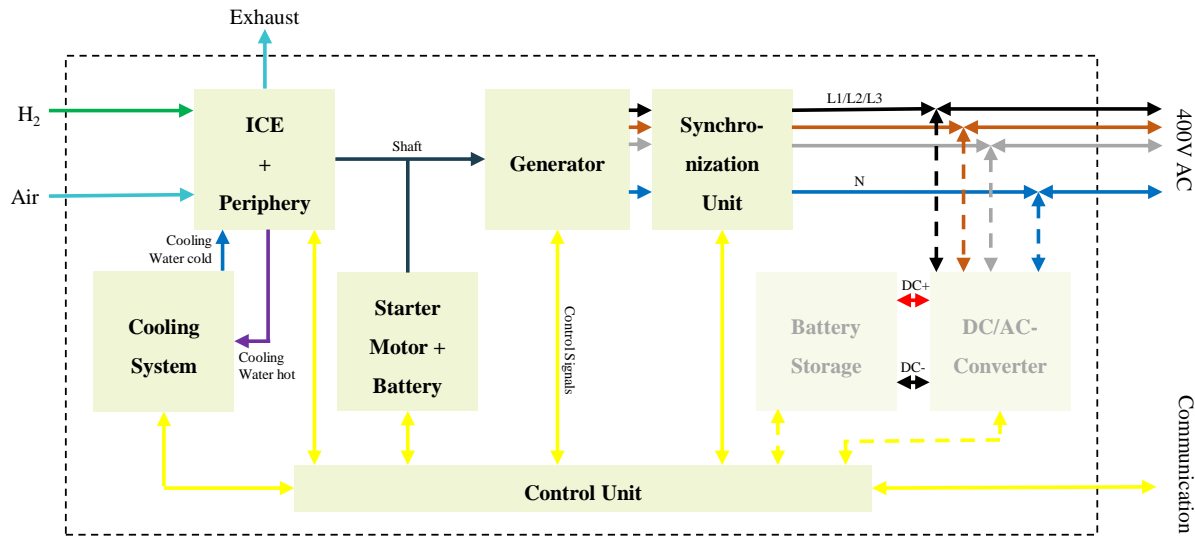 Exhaust
H2
Air
ICE
+
Periphery
Shaft
Generator
Synchro-
nization
Unit
L1/L2/L3
N
400V AC
Cooling
Water cold
Cooling
System
Cooling
Water hot
Starter
Motor +
Battery
Control Signals
Battery
Storage
DC+
DC-
DC/AC-
Converter
Control Unit
Communication